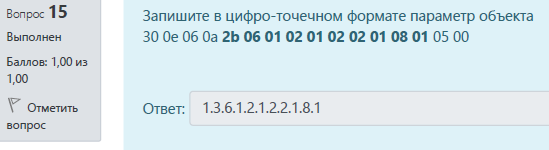 Вопрос 15
Выполнен
Баллов: 1,00 из
1,00
Отметить
вопрос
Запишите в цифро-точечном формате параметр объекта
30 0e 06 0a 2b 06 01 02 01 02 02 01 08 01 05 00
Ответ: 1.3.6.1.2.1.2.2.1.8.1